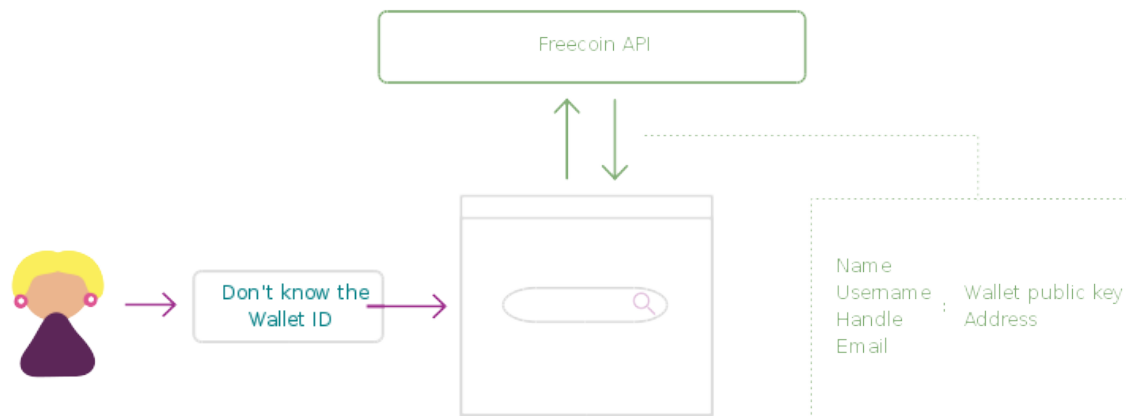 Freecoin API
Don't know the
Wallet ID
Name
Username : Wallet public key
Handle Address
Email